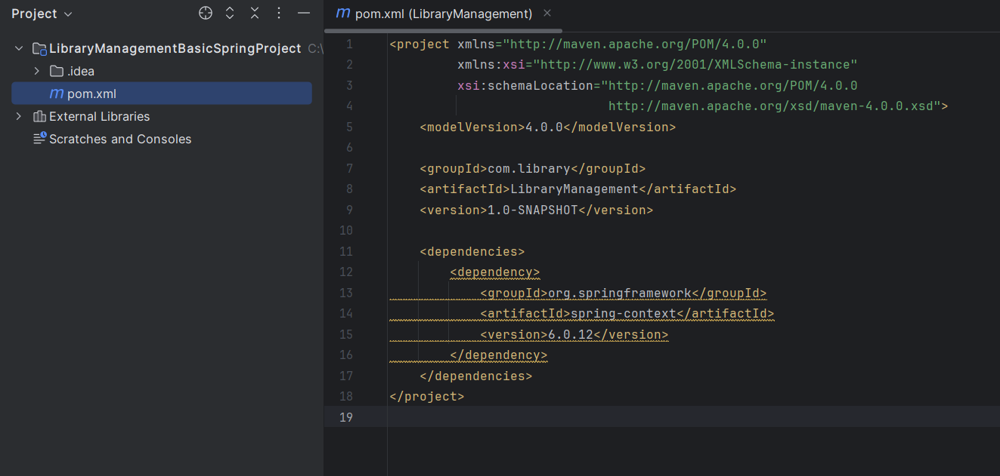 Project
LibraryManagementBasicSpringProject C:\
.idea
m pom.xml
External Libraries
Scratches and Consoles
m pom.xml (LibraryManagement)
1 <project xmlns="http://maven.apache.org/POM/4.0.0"
2 xmlns:xsi="http://www.w3.org/2001/XMLSchema-instance"
3 xsi:schemaLocation="http://maven.apache.org/POM/4.0.0
4 http://maven.apache.org/xsd/maven-4.0.0.xsd">
5 <modelVersion>4.0.0</modelVersion>
6
7 <groupId>com.library</groupId>
8 <artifactId>LibraryManagement</artifactId>
9 <version>1.0-SNAPSHOT</version>
10
11 <dependencies>
12 <dependency>
13 <groupId>org.springframework</groupId>
14 <artifactId>spring-context</artifactId>
15 <version>6.0.12</version>
16 </dependency>
17 </dependencies>
18 </project>
19